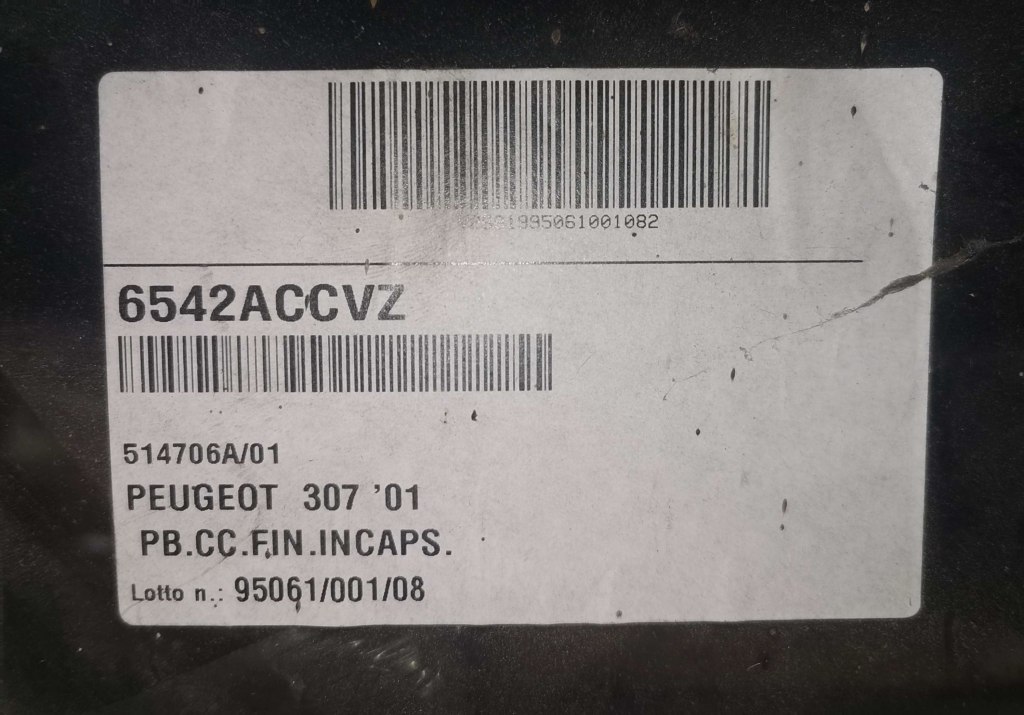 6542ACCVZ
514706A/01
PEUGEOT 307 '01
PB.CC.FIN.INCAPS.
Lotto n.: 95061/001/08